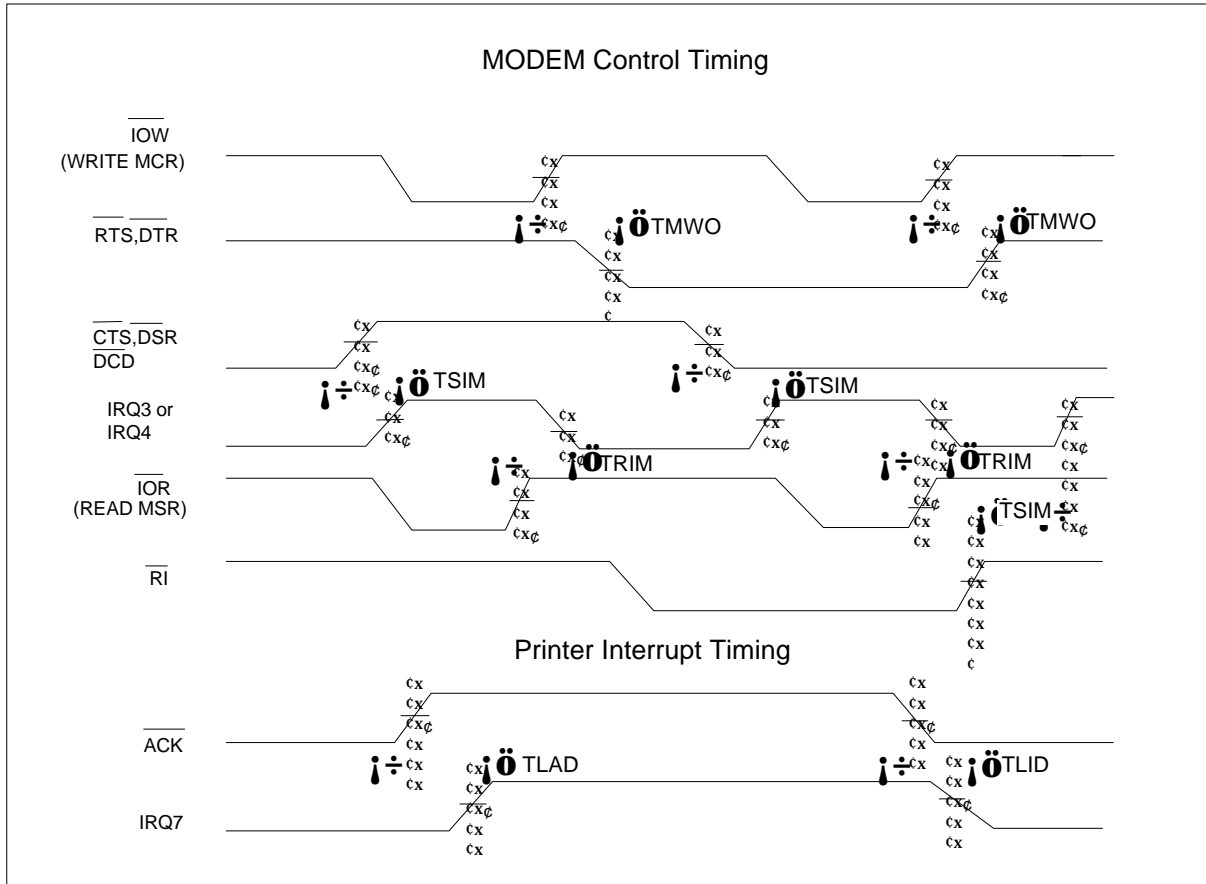 MODEM Control Timing
IOW
(WRITE MCR)
RTS,DTR
TMWO
TMWO
CTS,DSR
DCD
TSIM
TSIM
IRQ3 or
IRQ4
TRIM
TRIM
IOR
(READ MSR)
TSIM
RI
Printer Interrupt Timing
ACK
TLAD
TLID
IRQ7